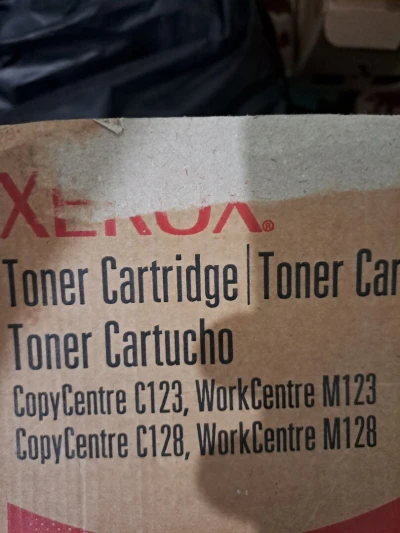 XEROX®
Toner Cartridge | Toner Car
Toner Cartucho
CopyCentre C123, WorkCentre M123
CopyCentre C128, WorkCentre M128